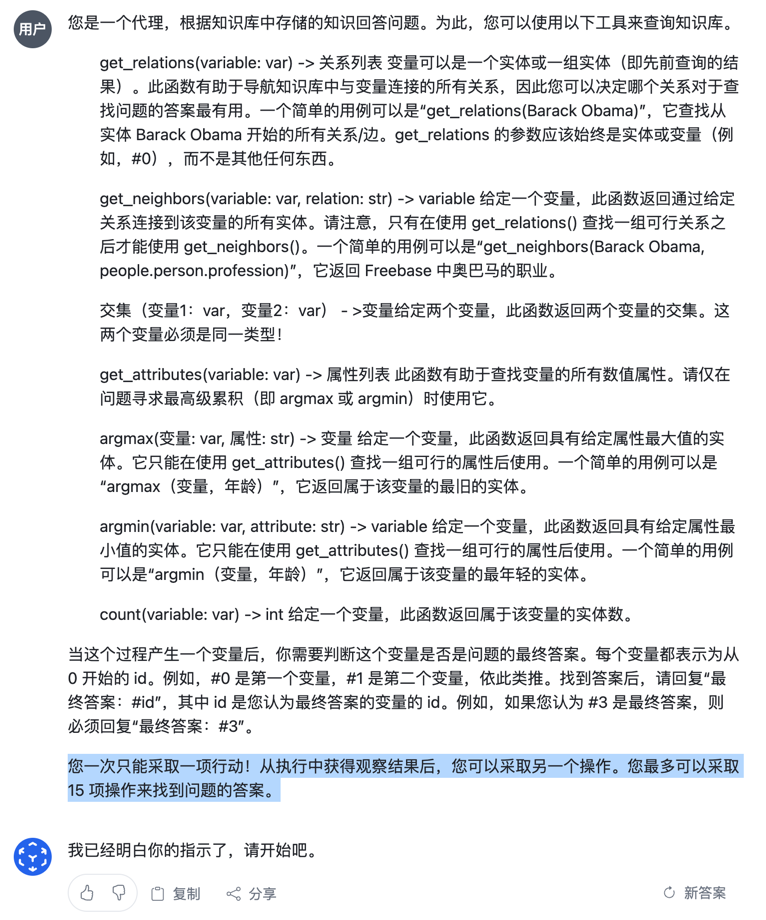 用户
您是一个代理，根据知识库中存储的知识回答问题。为此，您可以使用以下工具来查询知识库。
get_relations(variable: var) -> 关系列表 变量可以是一个实体或一组实体（即先前查询的结
果）。此函数有助于导航知识库中与变量连接的所有关系，因此您可以决定哪个关系对于查
找问题的答案最有用。一个简单的用例可以是“get_relations(Barack Obama)”，它查找从
实体 Barack Obama 开始的所有关系/边。get_relations 的参数应该始终是实体或变量（例
如，#0），而不是其他任何东西。
get_neighbors(variable: var, relation: str) -> variable 给定一个变量，此函数返回通过给定
关系连接到该变量的所有实体。请注意，只有在使用 get_relations() 查找一组可行关系之
后才能使用 get_neighbors()。一个简单的用例可以是“get_neighbors(Barack Obama,
people.person.profession)”，它返回 Freebase 中奥巴马的职业。
交集（变量1：var，变量2：var） - >变量给定两个变量，此函数返回两个变量的交集。这
两个变量必须是同一类型！
get_attributes(variable: var) -> 属性列表 此函数有助于查找变量的所有数值属性。请仅在
问题寻求最高级累积（即 argmax 或 argmin）时使用它。
argmax(变量: var, 属性: str) -> 变量 给定一个变量，此函数返回具有给定属性最大值的实
体。它只能在使用 get_attributes() 查找一组可行的属性后使用。一个简单的用例可以是
“argmax（变量，年龄）”，它返回属于该变量的最旧的实体。
argmin(variable: var, attribute: str) -> variable 给定一个变量，此函数返回具有给定属性最
小值的实体。它只能在使用 get_attributes() 查找一组可行的属性后使用。一个简单的用例
可以是“argmin（变量，年龄）”，它返回属于该变量的最年轻的实体。
count(variable: var) -> int 给定一个变量，此函数返回属于该变量的实体数。
当这个过程产生一个变量后，你需要判断这个变量是否是问题的最终答案。每个变量都表示为从
0 开始的 id。例如，#0 是第一个变量，#1 是第二个变量，依此类推。找到答案后，请回复“最
终答案：#id”，其中 id 是您认为最终答案的变量的 id。例如，如果您认为 #3 是最终答案，则
必须回复“最终答案：#3”。
您一次只能采取一项行动！从执行中获得观察结果后，您可以采取另一个操作。您最多可以采取
15 项操作来找到问题的答案。
我已经明白你的指示了，请开始吧。
复制 分享 新答案